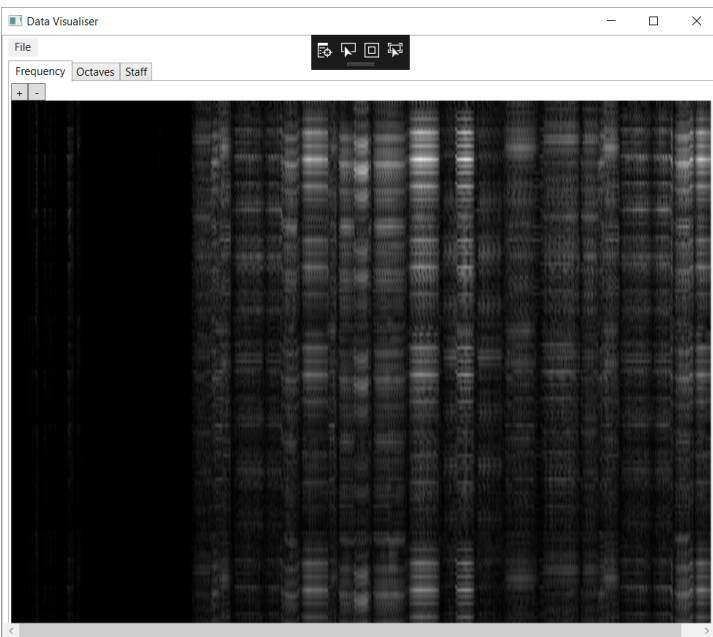 Data Visualiser
File
Frequency Octaves Staff
+ -